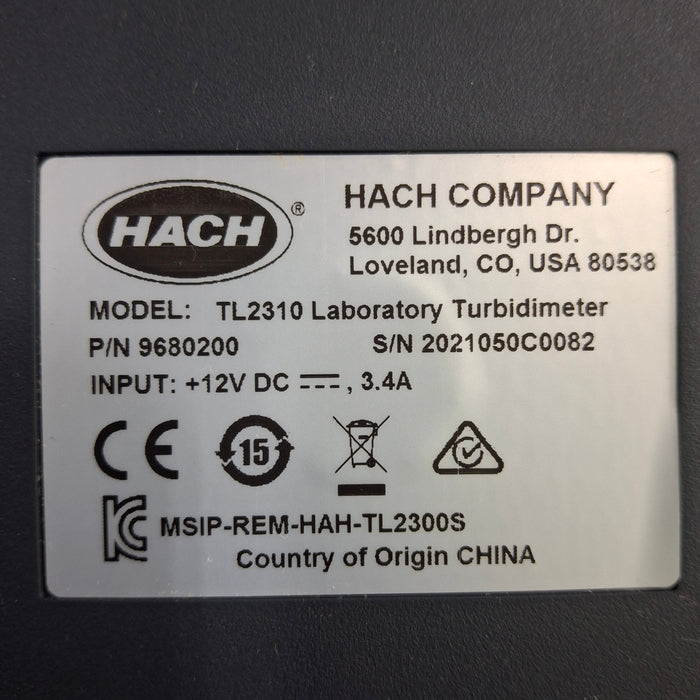 HACH ®
HACH COMPANY
5600 Lindbergh Dr.
Loveland, CO, USA 80538
MODEL: TL2310 Laboratory Turbidimeter
P/N 9680200 S/N 2021050C0082
INPUT: +12V DC ⎓, 3.4A
CE 15
MSIP-REM-HAH-TL2300S
Country of Origin CHINA